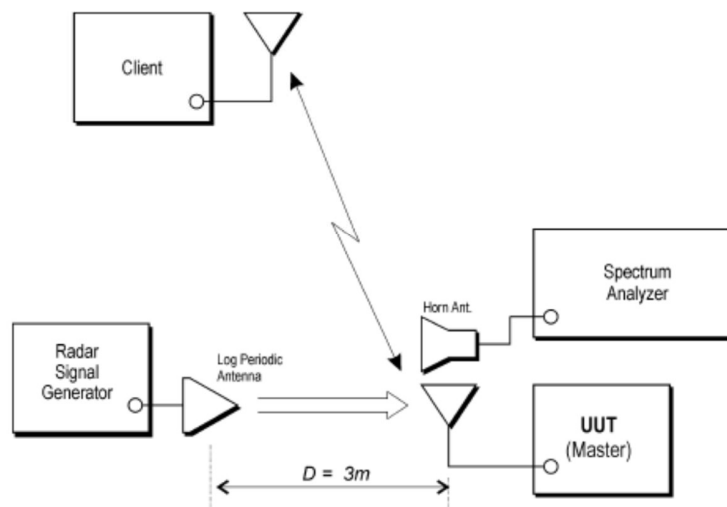 Client
Spectrum
Analyzer
Horn Ant.
Radar
Signal
Generator
Log Periodic
Antenna
UUT
(Master)
D = 3m